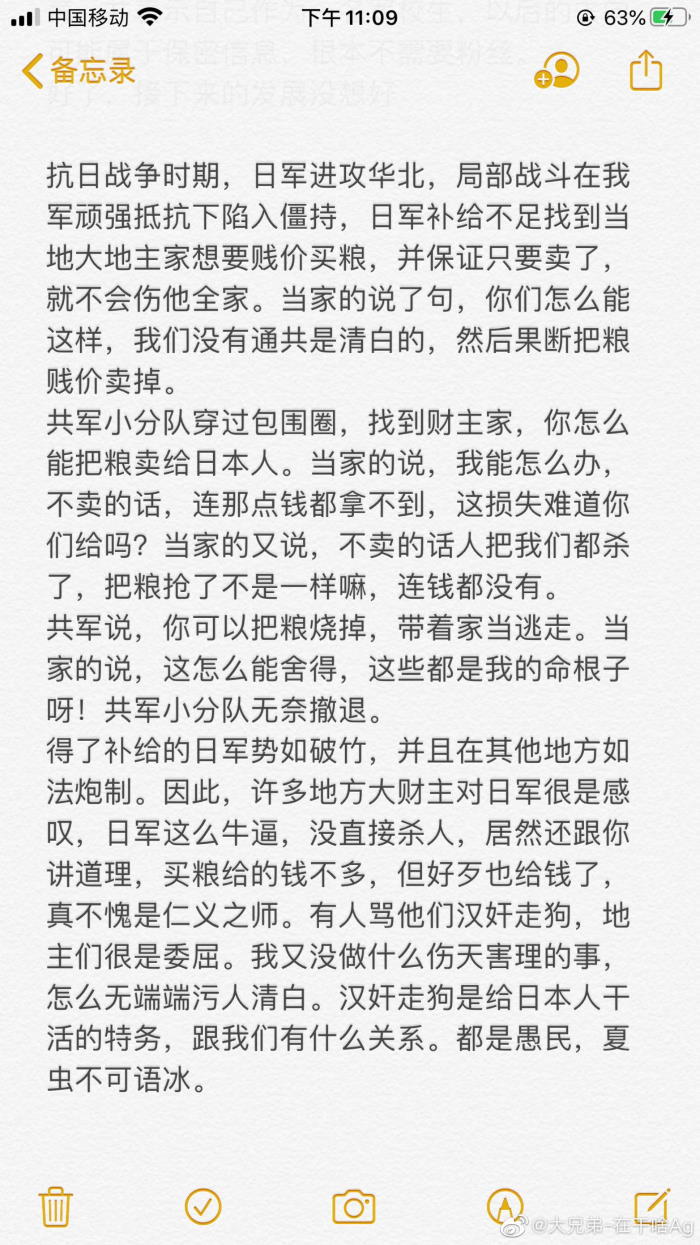 中国移动
下午11:09
63%
可能属于保留信息，根本不需要粉丝。
好了，接下来的发展没想好
备忘录
抗日战争时期，日军进攻华北，局部战斗在我
军顽强抵抗下陷入僵持，日军补给不足找到当
地大地主家想要贱价买粮，并保证只要卖了，
就不会伤他全家。当家的说了句，你们怎么能
这样，我们没有通共是清白的，然后果断把粮
贱价卖掉。
共军小分队穿过包围圈，找到财主家，你怎么
能把粮卖给日本人。当家的说，我能怎么办，
不卖的话，连那点钱都拿不到，这损失难道你
们给吗？当家的又说，不卖的话人把我们都杀
了，把粮抢了不是一样嘛，连钱都没有。
共军说，你可以把粮烧掉，带着家当逃走。当
家的说，这怎么能舍得，这些都是我的命根子
呀！共军小分队无奈撤退。
得了补给的日军势如破竹，并且在其他地方如
法炮制。因此，许多地方大财主对日军很是感
叹，日军这么牛逼，没直接杀人，居然还跟你
讲道理，买粮给的钱不多，但好歹也给钱了，
真不愧是仁义之师。有人骂他们汉奸走狗，地
主们很是委屈。我又没做什么伤天害理的事，
怎么无端端污人清白。汉奸走狗是给日本人干
活的特务，跟我们有什么关系。都是愚民，夏
虫不可语冰。
@大兄弟-在干啥Ag